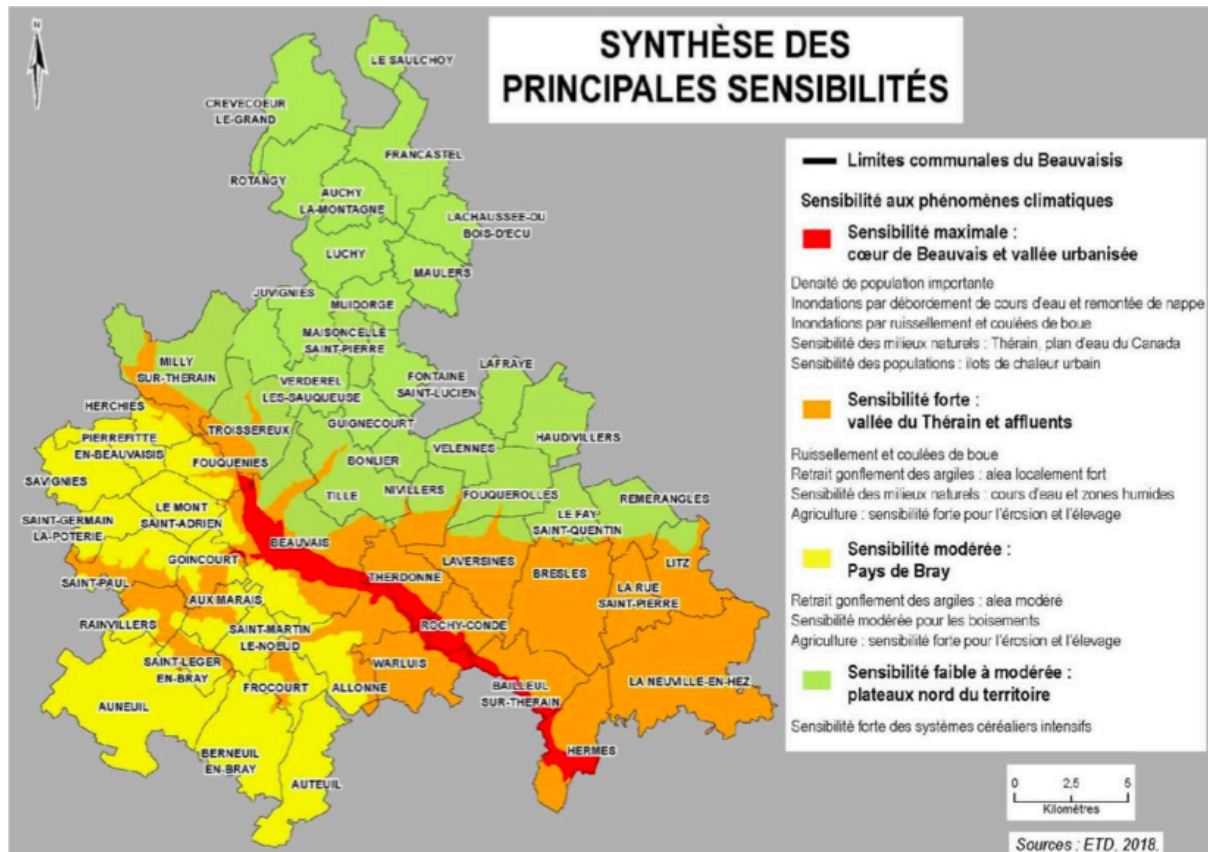 N
SYNTHÈSE DES
PRINCIPALES SENSIBILITÉS
LE SAULCHOY
CREVECOEUR
LE-GRAND
FRANCASTEL
ROTANGY
AUCHY
LA-MONTAGNE
LACHAUSSEE-DU
BOIS-D'ECU
LUCHY
MAULERS
JUVIGNIES
MUIDORGE
MAISONCELLE
SAINT-PIERRE
MILLY
SUR-THERAIN
LAFRAYE
FONTAINE
SAINT-LUCIEN
VERDEREL
LES-SAUQUEUSE
HERCHIES
TROISSEREUX
GUIGNECOURT
HAUDIVILLERS
PIERREFITTE
EN-BEAUVAISIS
VELENNES
FOUQUENIES
BONLIER
SAVIGNIES
TILLE
NIVILLERS
FOUQUEROLLES
REMERANGLES
LE MONT
SAINT-ADRIEN
LE FAY
SAINT-QUENTIN
SAINT-GERMAIN
LA-POTERIE
BEAUVAIS
GOINCOURT
LAVERSINES
LITZ
THERDONNE
BRESLES
SAINT-PAUL
LA RUE
SAINT-PIERRE
AUX MARAIS
RAINVILLERS
SAINT-MARTIN
LE-NOEUD
ROCHY-CONDE
SAINT-LEGER
EN-BRAY
WARLUIS
LA NEUVILLE-EN-HEZ
FROCOURT
ALLONNE
BAILLEUL
SUR-THERAIN
AUNEUIL
HERMES
BERNEUIL
EN-BRAY
AUTEUIL
Limites communales du Beauvaisis
Sensibilité aux phénomènes climatiques
Sensibilité maximale :
cœur de Beauvais et vallée urbanisée
Densité de population importante
Inondations par débordement de cours d'eau et remontée de nappe
Inondations par ruissellement et coulées de boue
Sensibilité des milieux naturels : Thérain, plan d'eau du Canada
Sensibilité des populations : ilots de chaleur urbain
Sensibilité forte :
vallée du Thérain et affluents
Ruissellement et coulées de boue
Retrait gonflement des argiles : alea localement fort
Sensibilité des milieux naturels : cours d'eau et zones humides
Agriculture : sensibilité forte pour l'érosion et l'élevage
Sensibilité modérée :
Pays de Bray
Retrait gonflement des argiles : alea modéré
Sensibilité modérée pour les boisements
Agriculture : sensibilité forte pour l'érosion et l'élevage
Sensibilité faible à modérée :
plateaux nord du territoire
Sensibilité forte des systèmes céréaliers intensifs
0 2,5 5
Kilomètres
Sources : ETD, 2018.